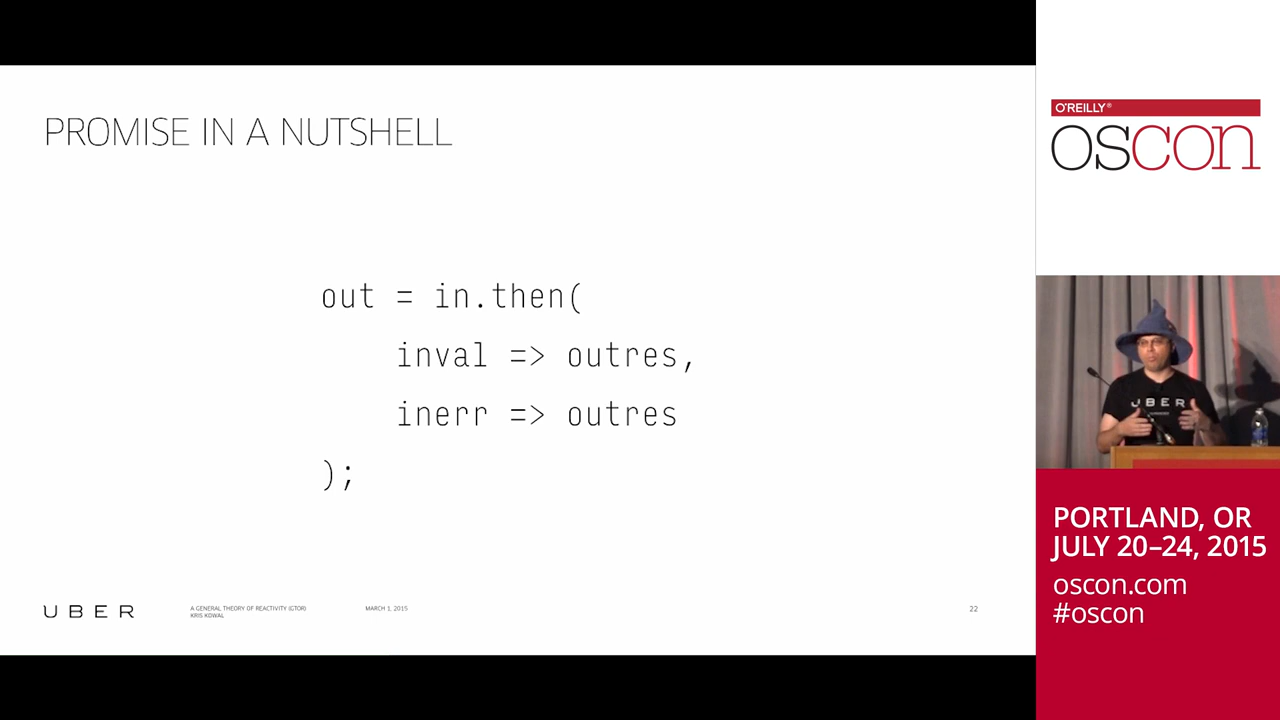 PROMISE IN A NUTSHELL
out = in.then(
inval => outres,
inerr => outres
);
UBER
A GENERAL THEORY OF REACTIVITY (GTOR)
KRIS KOWAL
MARCH 1, 2015
22
O'REILLY®
OSCON
UBER
PORTLAND, OR
JULY 20–24, 2015
oscon.com
#oscon